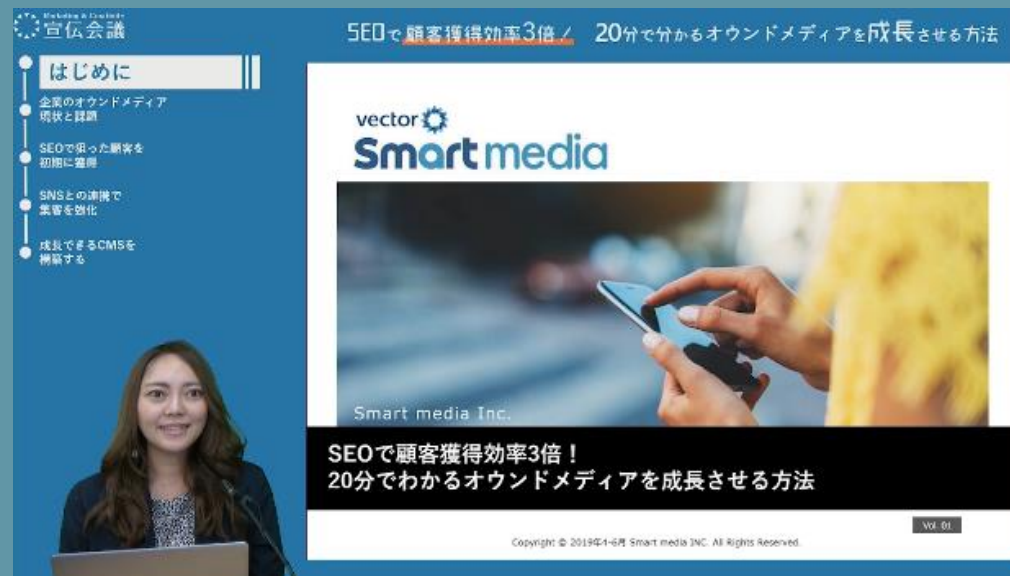 Marketing & Creativity
宣伝会議
SEOで顧客獲得効率3倍！ 20分で分かるオウンドメディアを成長させる方法
はじめに
企業のオウンドメディア
現状と課題
SEOで狙った顧客を
初期に獲得
SNSとの連携で
集客を強化
成長できるCMSを
構築する
vector
Smart media
Smart media Inc.
SEOで顧客獲得効率3倍！
20分でわかるオウンドメディアを成長させる方法
Vol. 01
Copyright © 2019年4-6月 Smart media INC. All Rights Reserved.